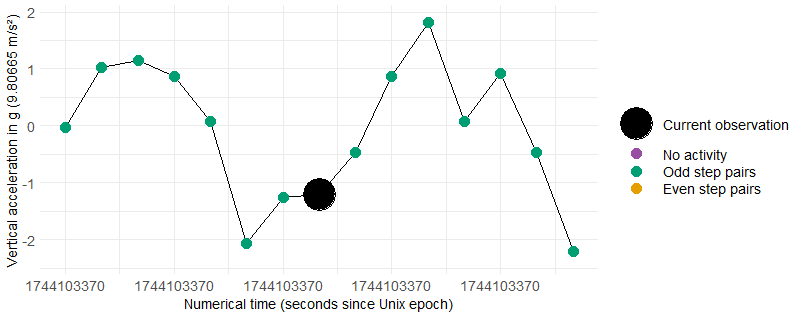 Vertical acceleration in g (9.80665 m/s²)
2
1
0
-1
-2
1744103370 1744103370 1744103370 1744103370 1744103370
Numerical time (seconds since Unix epoch)
Current observation
No activity
Odd step pairs
Even step pairs